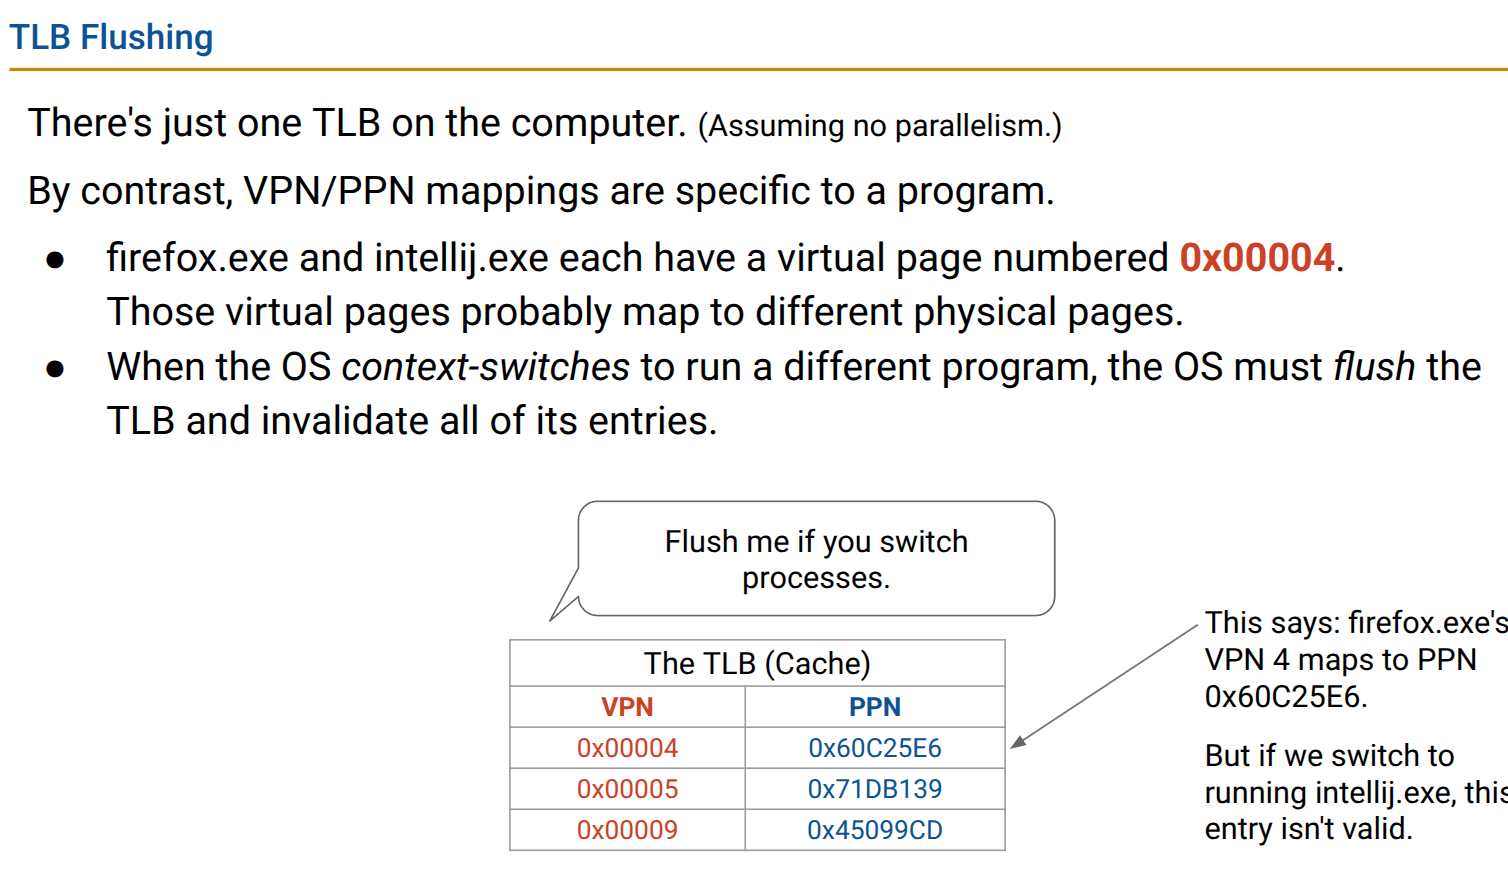 TLB Flushing
There's just one TLB on the computer. (Assuming no parallelism.)
By contrast, VPN/PPN mappings are specific to a program.
● firefox.exe and intellij.exe each have a virtual page numbered 0x00004.
Those virtual pages probably map to different physical pages.
● When the OS context-switches to run a different program, the OS must flush the
TLB and invalidate all of its entries.
Flush me if you switch
processes.
The TLB (Cache)
VPN PPN
0x00004 0x60C25E6
0x00005 0x71DB139
0x00009 0x45099CD
This says: firefox.exe's
VPN 4 maps to PPN
0x60C25E6.
But if we switch to
running intellij.exe, this
entry isn't valid.